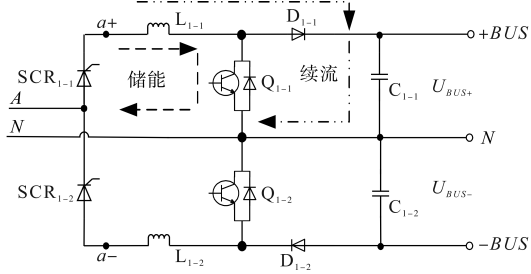 a+ L1-1 D1-1 +BUS
SCR1-1 储能 Q1-1 续流 C1-1 UBUS+
A
N N
SCR1-2 Q1-2 C1-2 UBUS−
a− L1-2 D1-2 −BUS